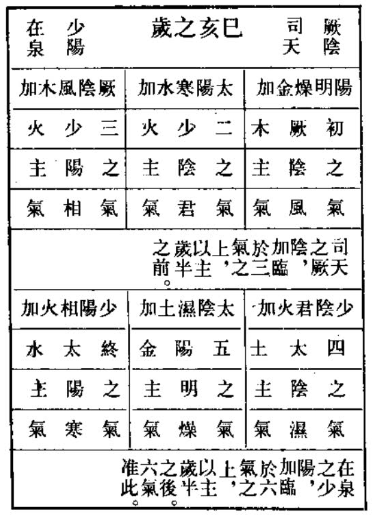 厥陰
司天
巳亥之歲
少陽
在泉
陽明燥金加
初之氣
厥陰風
木主氣
太陽寒水加
二之氣
少陰君
火主氣
厥陰風木加
三之氣
少陽相
火主氣
司天
之厥
陰，
加臨
於三
氣之
上，
以主
歲半
之前。
少陰君火加
四之氣
太陰濕
土主氣
太陰濕土加
五之氣
陽明燥
金主氣
少陽相火加
終之氣
太陽寒
水主氣
在泉
之少
陽，
加臨
於六
氣之
上，
以主
歲半
之後。
六氣
准此。